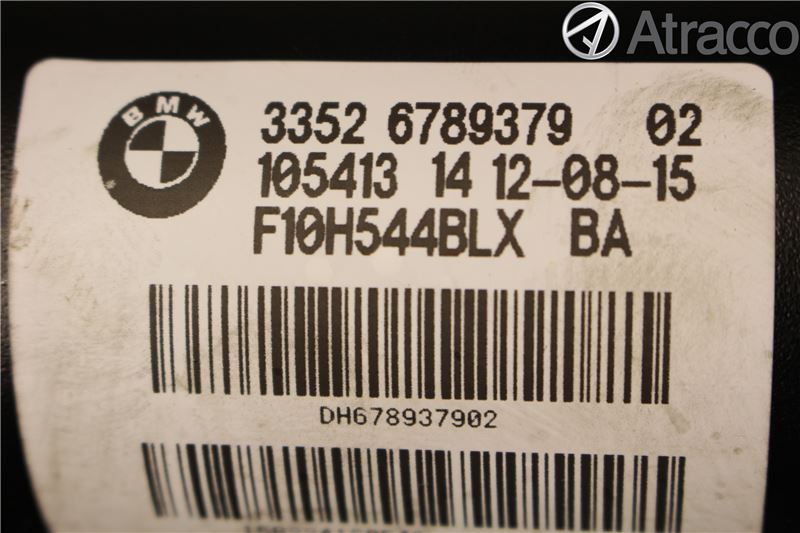 Atracco
BMW
3352 6789379 02
105413 14 12-08-15
F10H544BLX BA
DH678937902